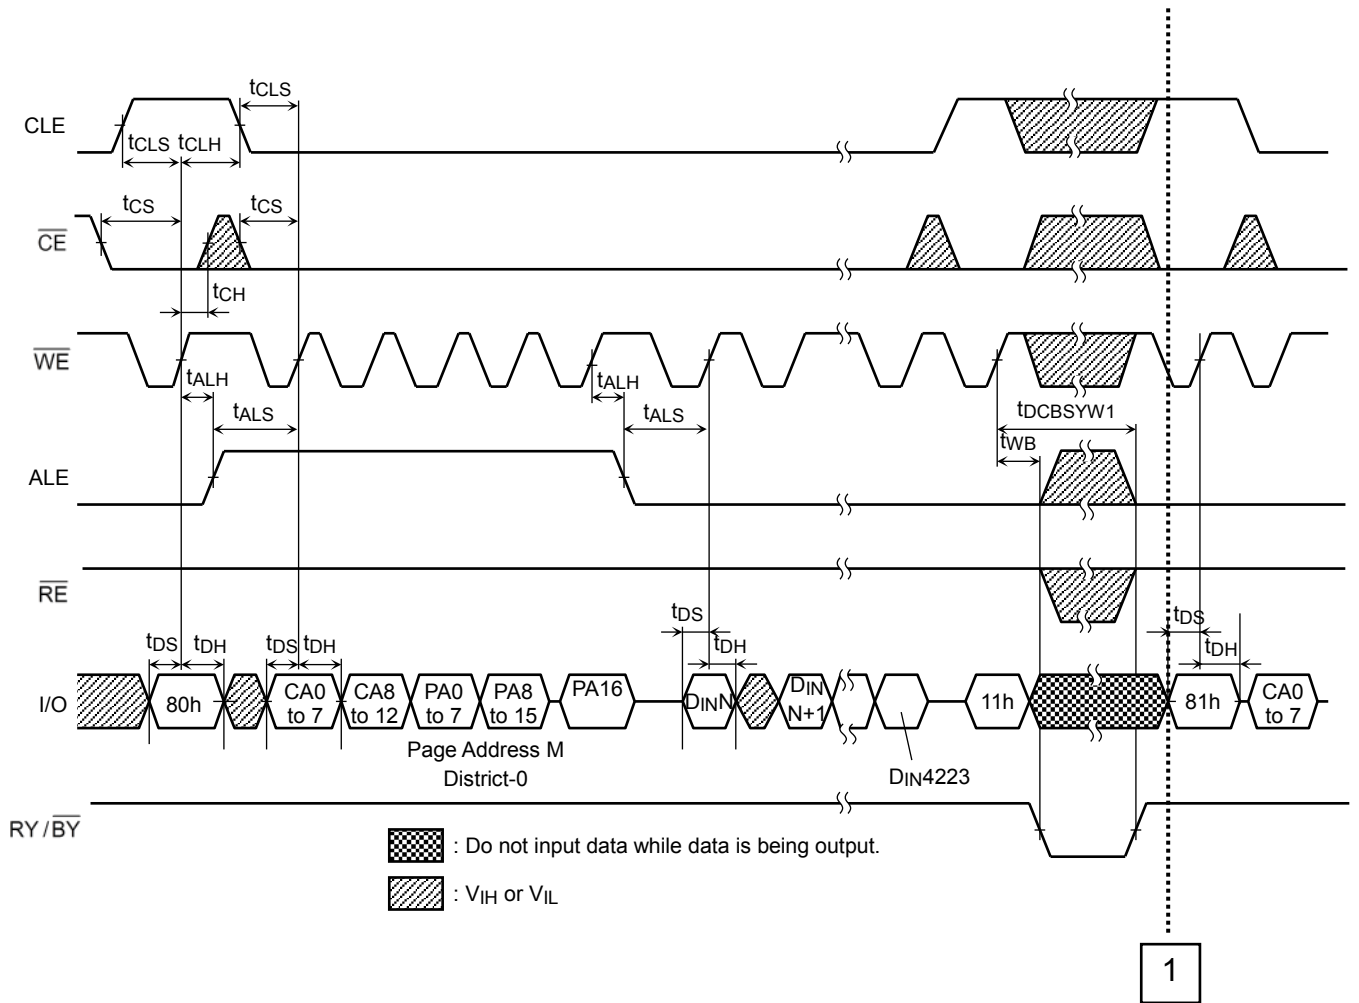 tCLS
CLE
tCLS tCLH
tCS tCS
CE
tCH
WE
tALH tALH
tALS tALS tDCBSYW1
tWB
ALE
RE
tDS tDH tDS tDH tDS tDH tDS tDH
I/O 80h CA0 to 7 CA8 to 12 PA0 to 7 PA8 to 15 PA16 DINN DIN N+1 11h 81h CA0 to 7
Page Address M
District-0
DIN4223
RY/BY
: Do not input data while data is being output.
: VIH or VIL
1